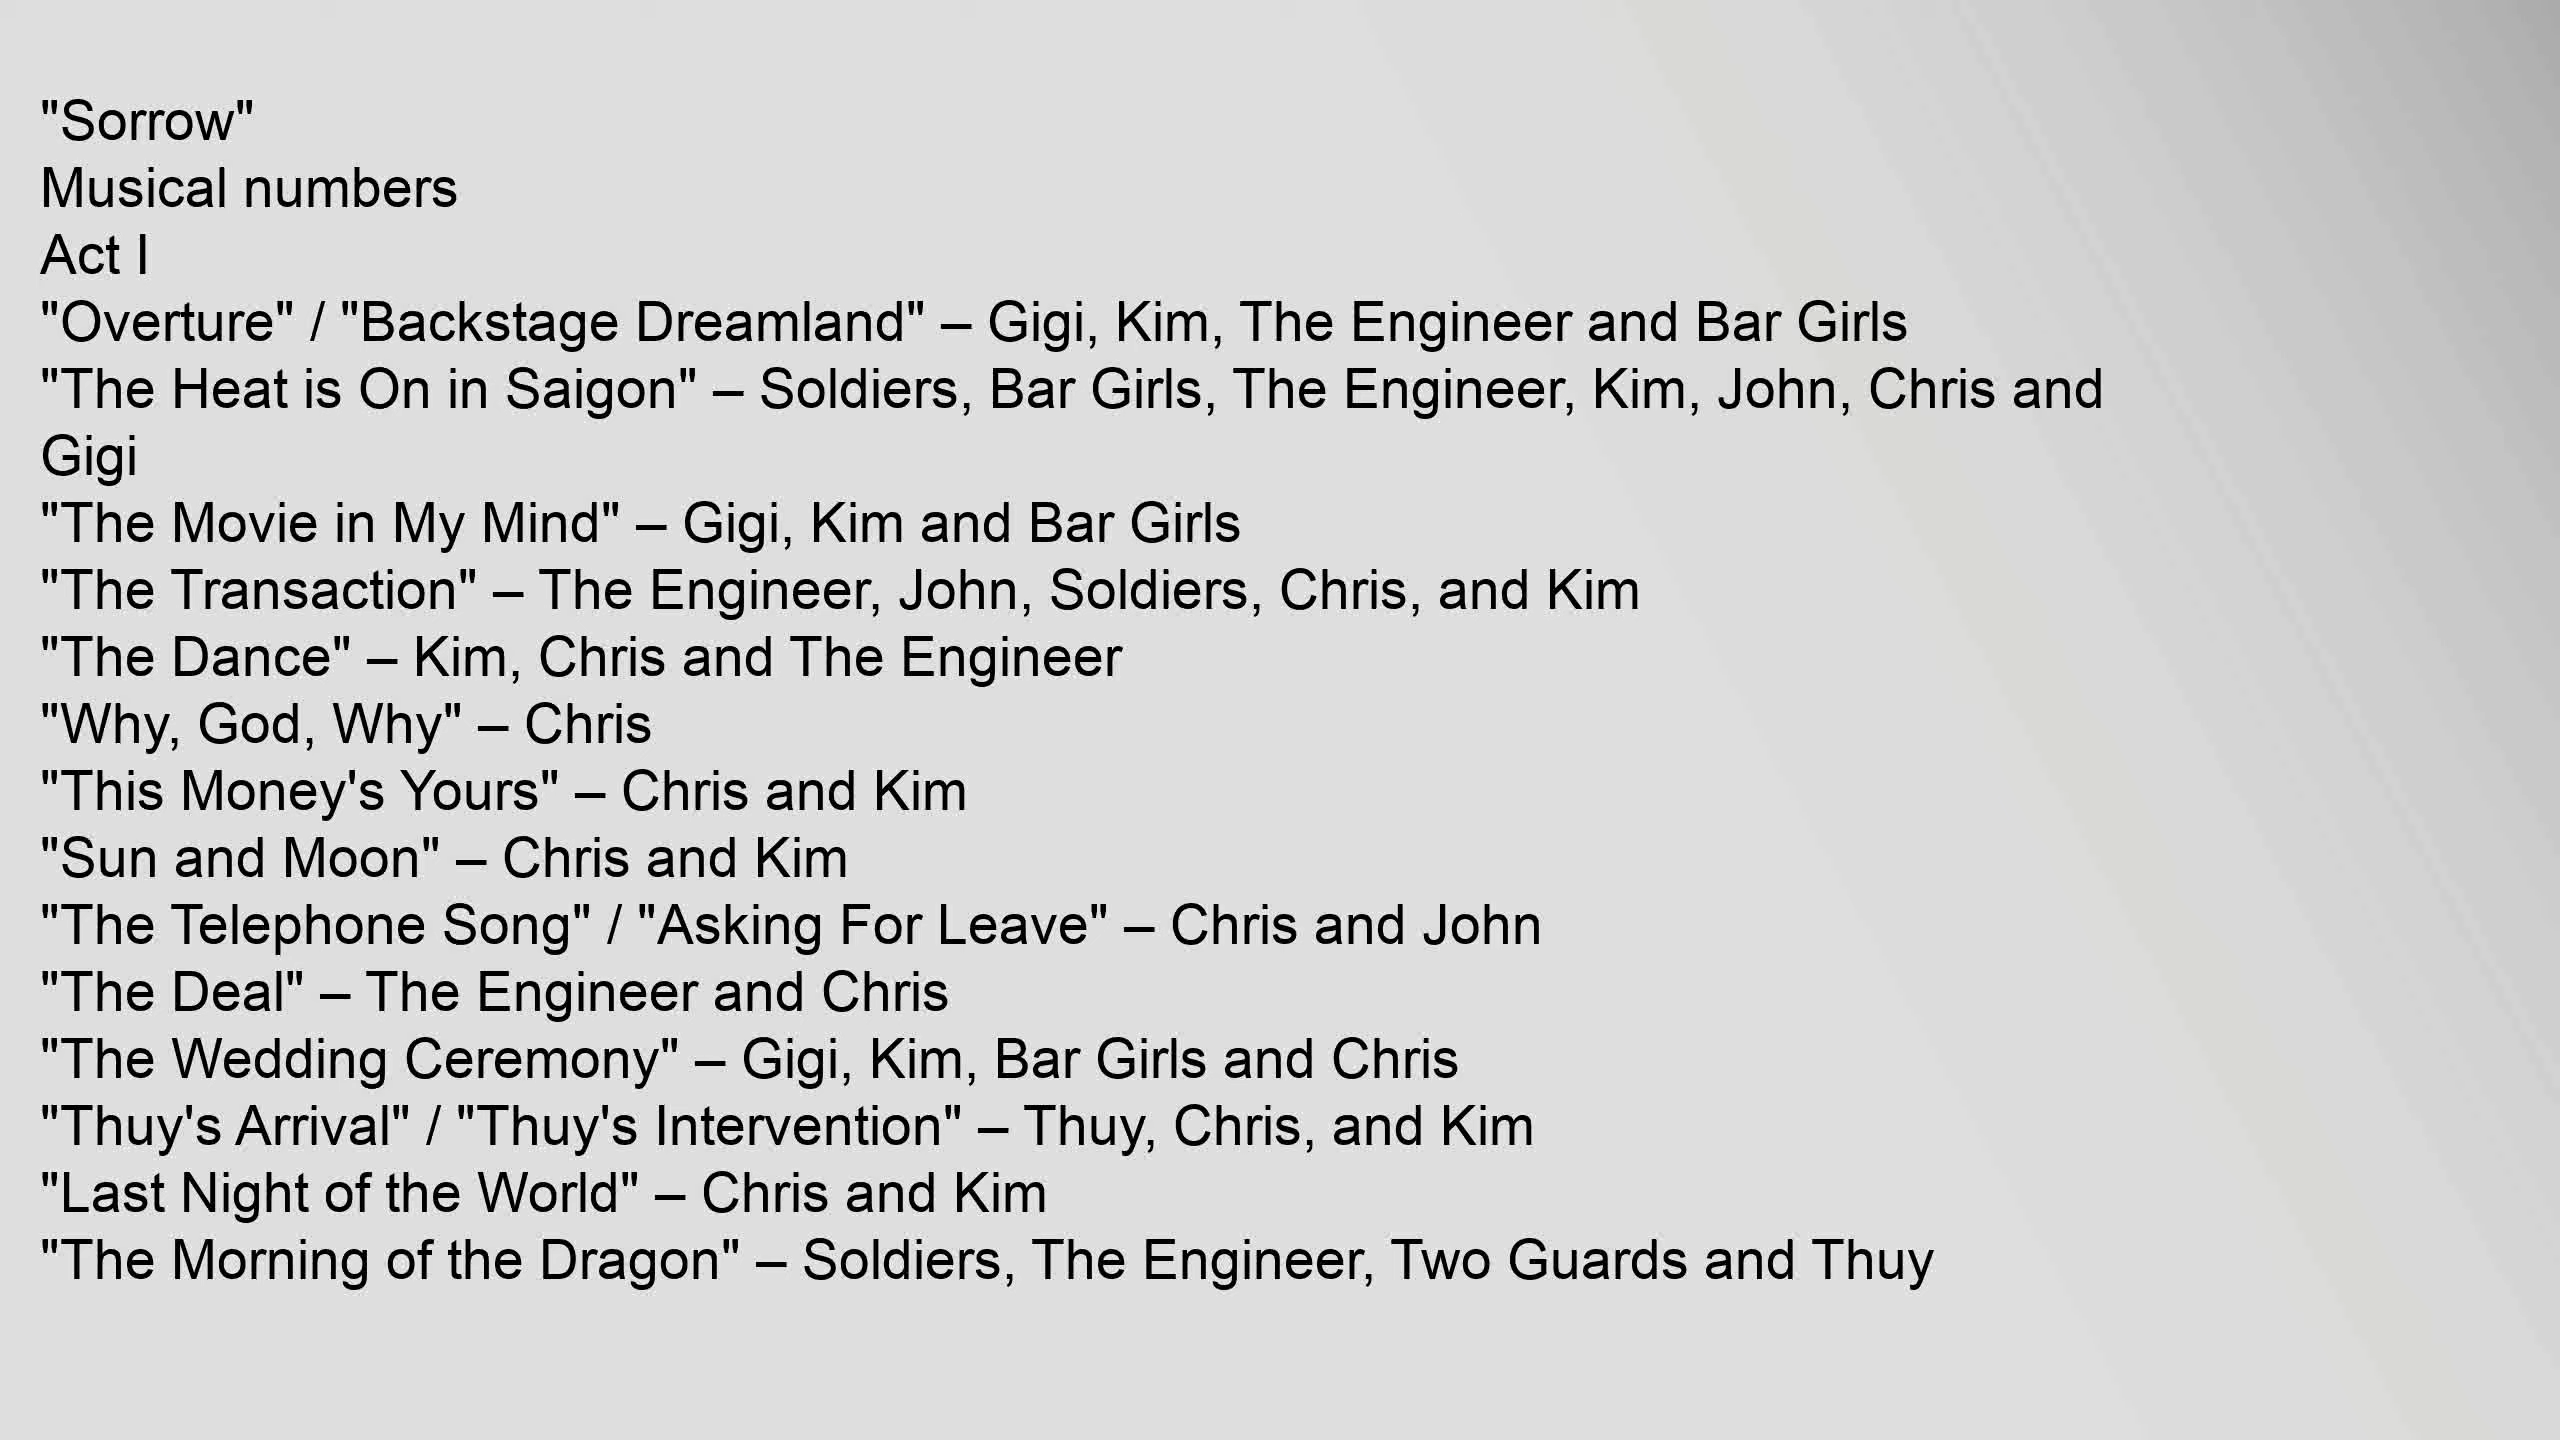 "Sorrow"
Musical numbers
Act I
"Overture" / "Backstage Dreamland" – Gigi, Kim, The Engineer and Bar Girls
"The Heat is On in Saigon" – Soldiers, Bar Girls, The Engineer, Kim, John, Chris and
Gigi
"The Movie in My Mind" – Gigi, Kim and Bar Girls
"The Transaction" – The Engineer, John, Soldiers, Chris, and Kim
"The Dance" – Kim, Chris and The Engineer
"Why, God, Why" – Chris
"This Money's Yours" – Chris and Kim
"Sun and Moon" – Chris and Kim
"The Telephone Song" / "Asking For Leave" – Chris and John
"The Deal" – The Engineer and Chris
"The Wedding Ceremony" – Gigi, Kim, Bar Girls and Chris
"Thuy's Arrival" / "Thuy's Intervention" – Thuy, Chris, and Kim
"Last Night of the World" – Chris and Kim
"The Morning of the Dragon" – Soldiers, The Engineer, Two Guards and Thuy